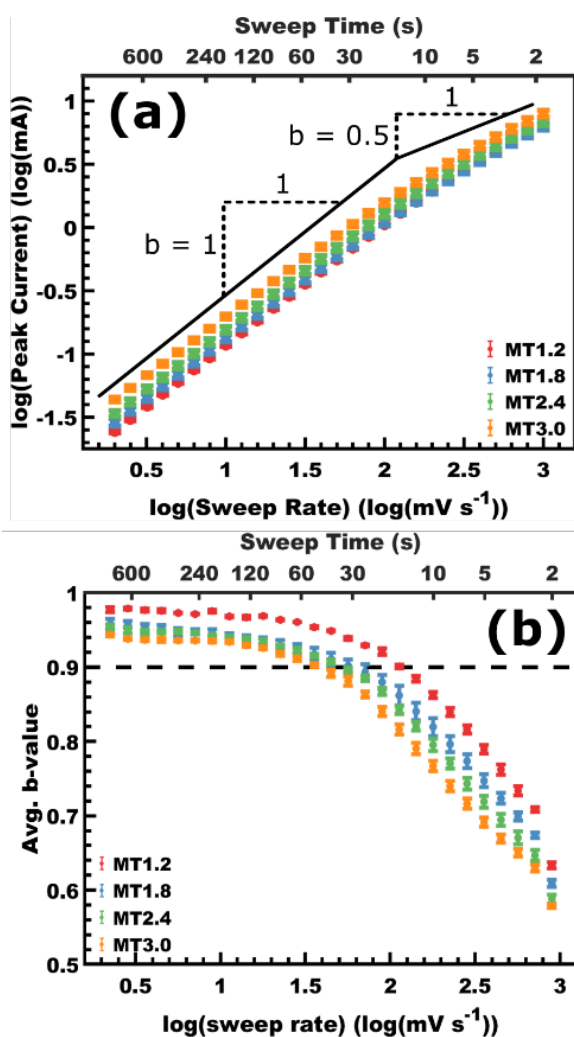 Sweep Time (s)
600 240 120 60 30 10 5 2
(a)
1
b = 0.5
1
b = 1
1
0.5
0
-0.5
-1
-1.5
log(Peak Current) (log(mA))
MT1.2
MT1.8
MT2.4
MT3.0
0.5 1 1.5 2 2.5 3
log(Sweep Rate) (log(mV s⁻¹))
Sweep Time (s)
600 240 120 60 30 10 5 2
(b)
1
0.9
0.8
0.7
0.6
0.5
Avg. b-value
MT1.2
MT1.8
MT2.4
MT3.0
0.5 1 1.5 2 2.5 3
log(sweep rate) (log(mV s⁻¹))